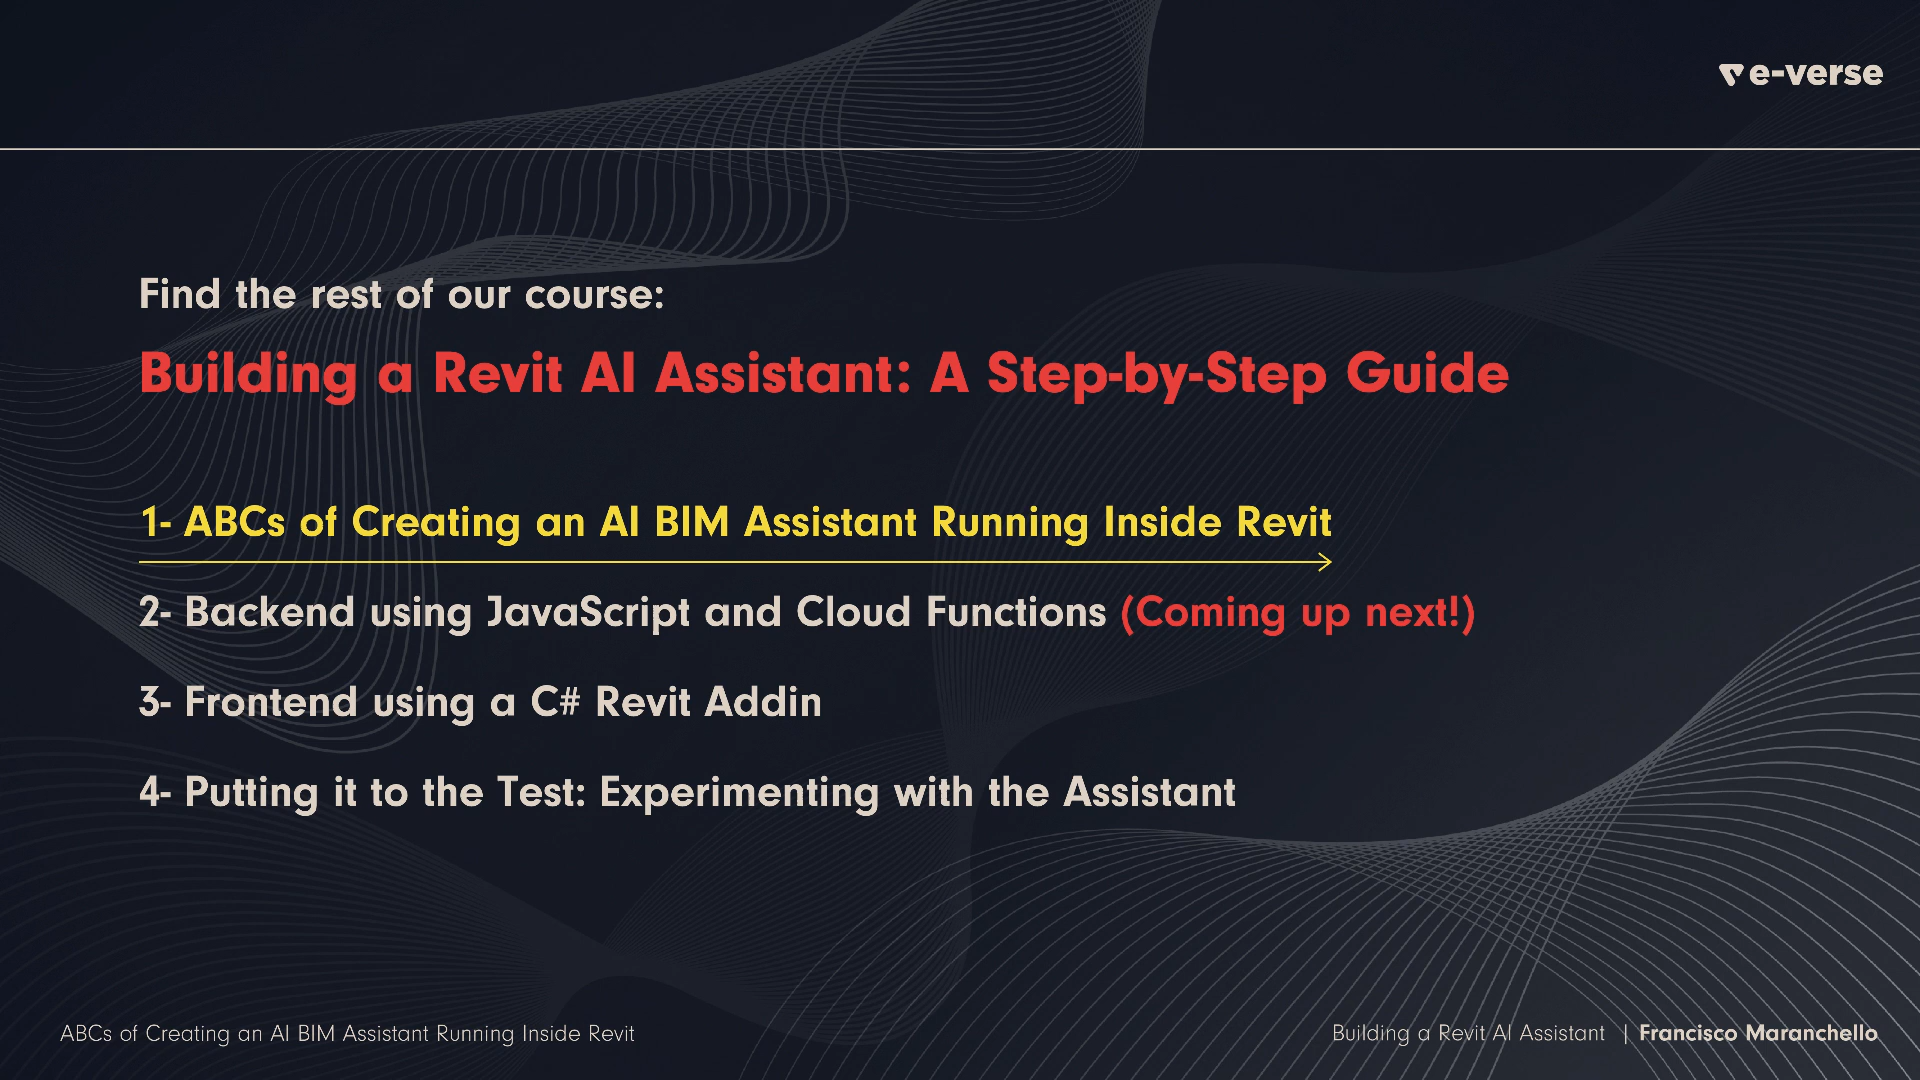 e-verse
Find the rest of our course:
Building a Revit AI Assistant: A Step-by-Step Guide
1- ABCs of Creating an AI BIM Assistant Running Inside Revit
2- Backend using JavaScript and Cloud Functions (Coming up next!)
3- Frontend using a C# Revit Addin
4- Putting it to the Test: Experimenting with the Assistant
ABCs of Creating an AI BIM Assistant Running Inside Revit
Building a Revit AI Assistant | Francisco Maranchello